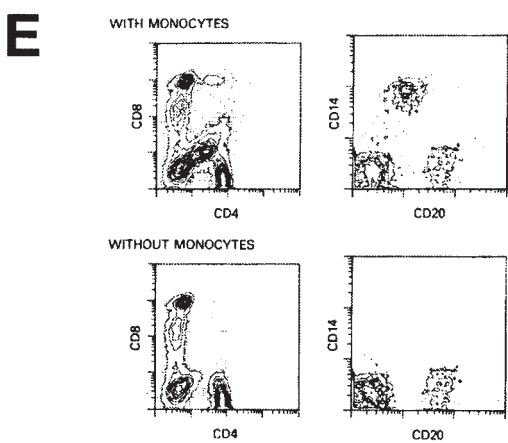 E
WITH MONOCYTES
CD8
CD4
CD14
CD20
WITHOUT MONOCYTES
CD8
CD4
CD14
CD20